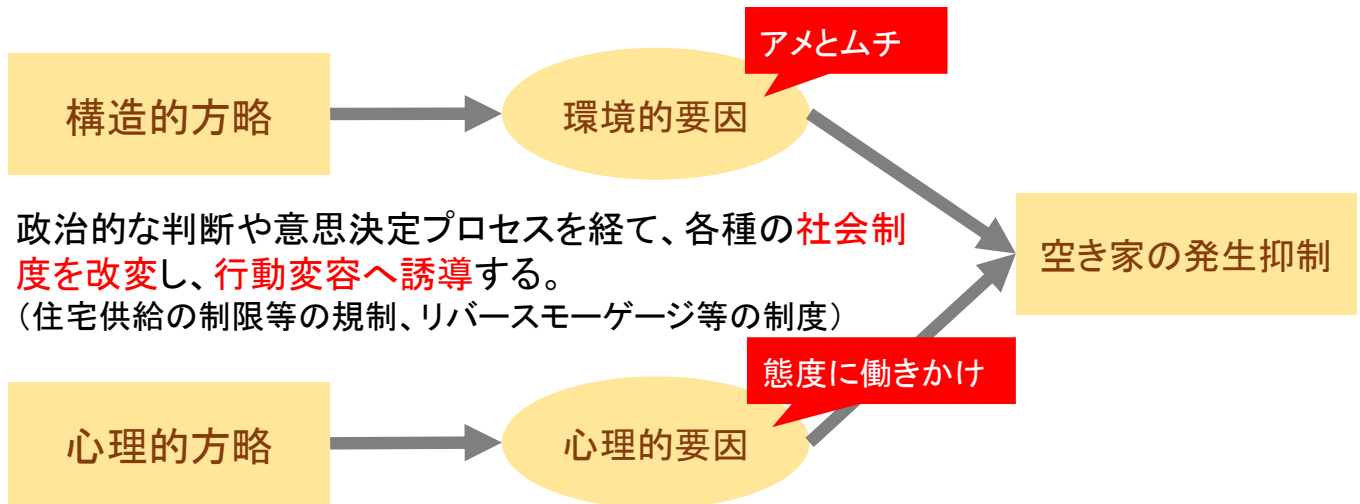 アメとムチ
構造的方略
環境的要因
政治的な判断や意思決定プロセスを経て、各種の社会制
度を改変し、行動変容へ誘導する。
（住宅供給の制限等の規制、リバースモーゲージ等の制度）
空き家の発生抑制
態度に働きかけ
心理的方略
心理的要因